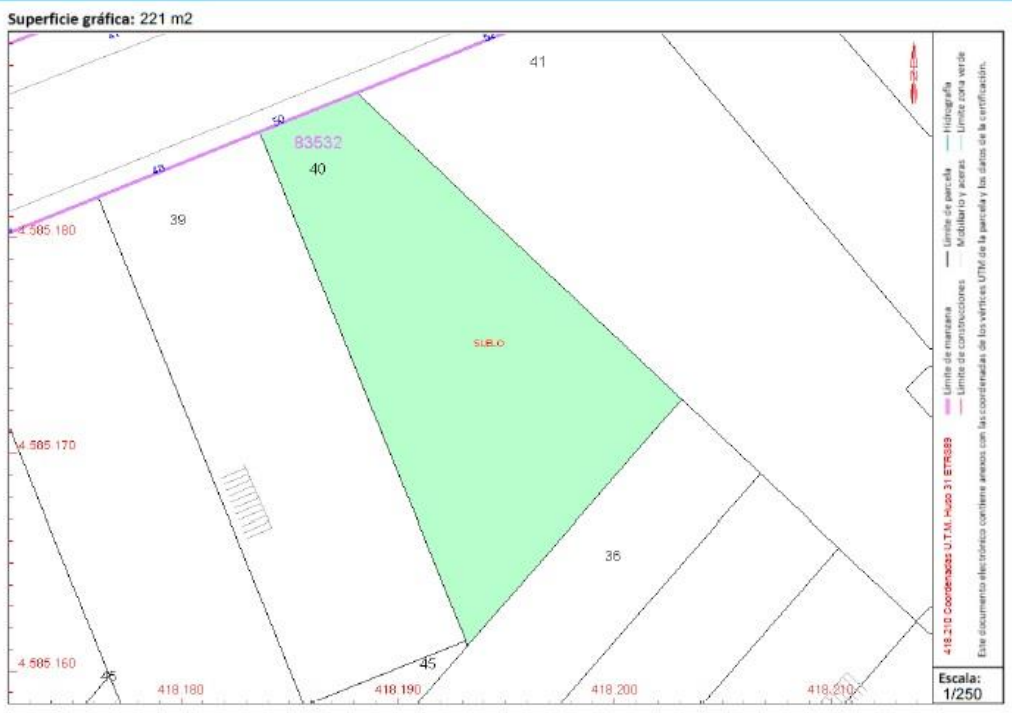 Superficie gráfica: 221 m2
47
52
41
50
83532
48
40
39
4.585.180
SUELO
4.585.170
36
4.585.160
45
45
418.180
418.190
418.200
418.210
418.210 Coordenadas U.T.M. Huso 31 ETRS89
Límite de manzana
Límite de parcela
Hidrografía
Límite de construcciones
Mobiliario y aceras
Límite zona verde
Este documento electrónico contiene anexos con las coordenadas de los vértices UTM de la parcela y los datos de la certificación.
Escala:
1/250